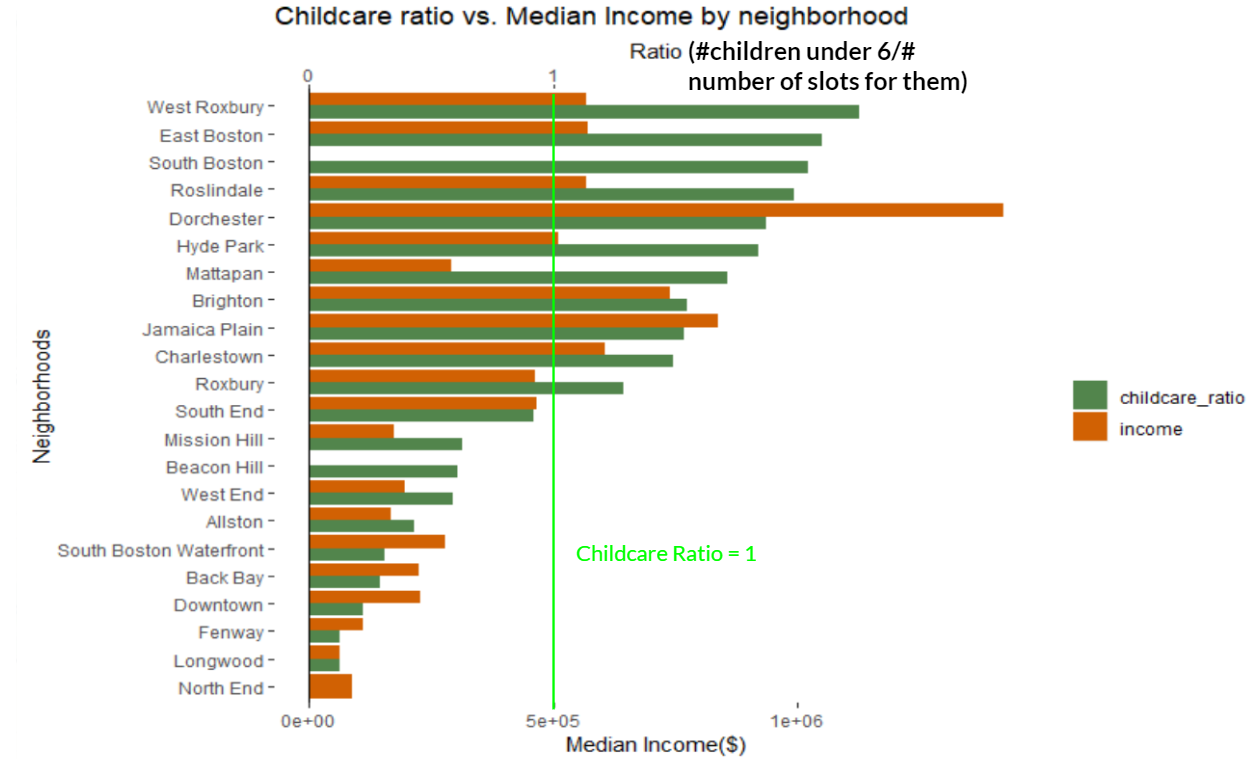 Childcare ratio vs. Median Income by neighborhood
Ratio (#children under 6/#
number of slots for them)
0 1
West Roxbury
East Boston
South Boston
Roslindale
Dorchester
Hyde Park
Mattapan
Brighton
Jamaica Plain
Charlestown
Roxbury
South End
Mission Hill
Beacon Hill
West End
Allston
South Boston Waterfront
Back Bay
Downtown
Fenway
Longwood
North End
Neighborhoods
Childcare Ratio = 1
childcare_ratio
income
0e+00 5e+05 1e+06
Median Income($)